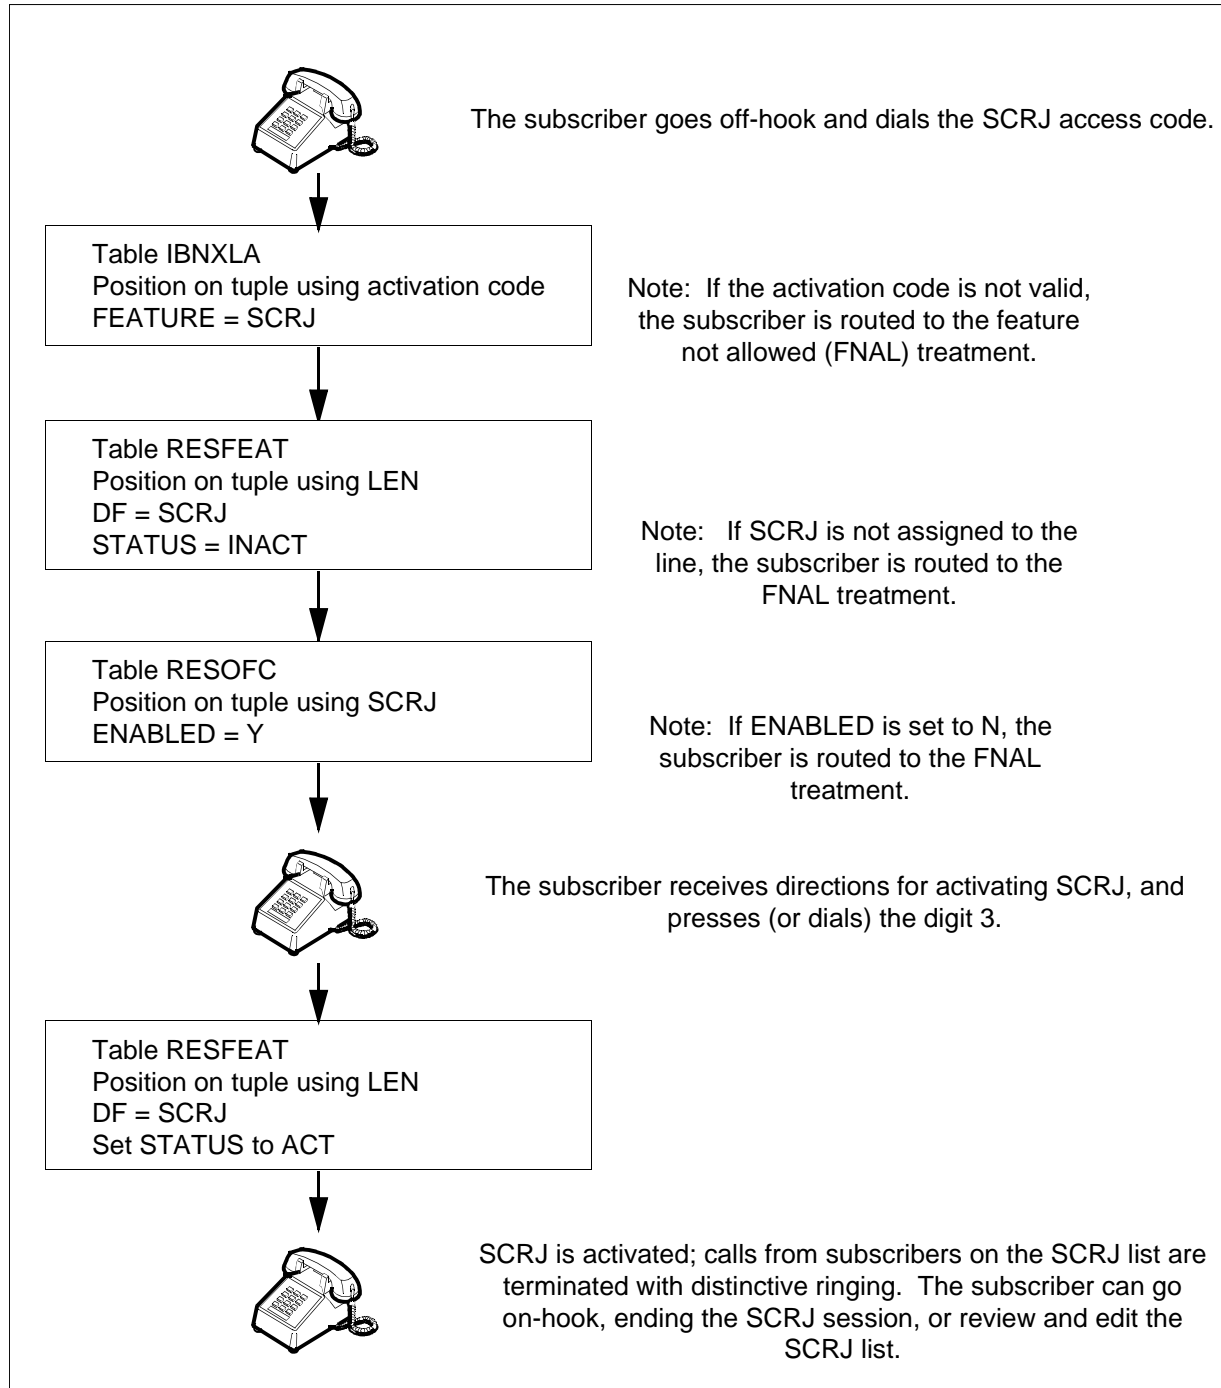 The subscriber goes off-hook and dials the SCRJ access code.
Table IBNXLA
Position on tuple using activation code
FEATURE = SCRJ
Note: If the activation code is not valid,
the subscriber is routed to the feature
not allowed (FNAL) treatment.
Table RESFEAT
Position on tuple using LEN
DF = SCRJ
STATUS = INACT
Note: If SCRJ is not assigned to the
line, the subscriber is routed to the
FNAL treatment.
Table RESOFC
Position on tuple using SCRJ
ENABLED = Y
Note: If ENABLED is set to N, the
subscriber is routed to the FNAL
treatment.
The subscriber receives directions for activating SCRJ, and
presses (or dials) the digit 3.
Table RESFEAT
Position on tuple using LEN
DF = SCRJ
Set STATUS to ACT
SCRJ is activated; calls from subscribers on the SCRJ list are
terminated with distinctive ringing. The subscriber can go
on-hook, ending the SCRJ session, or review and edit the
SCRJ list.